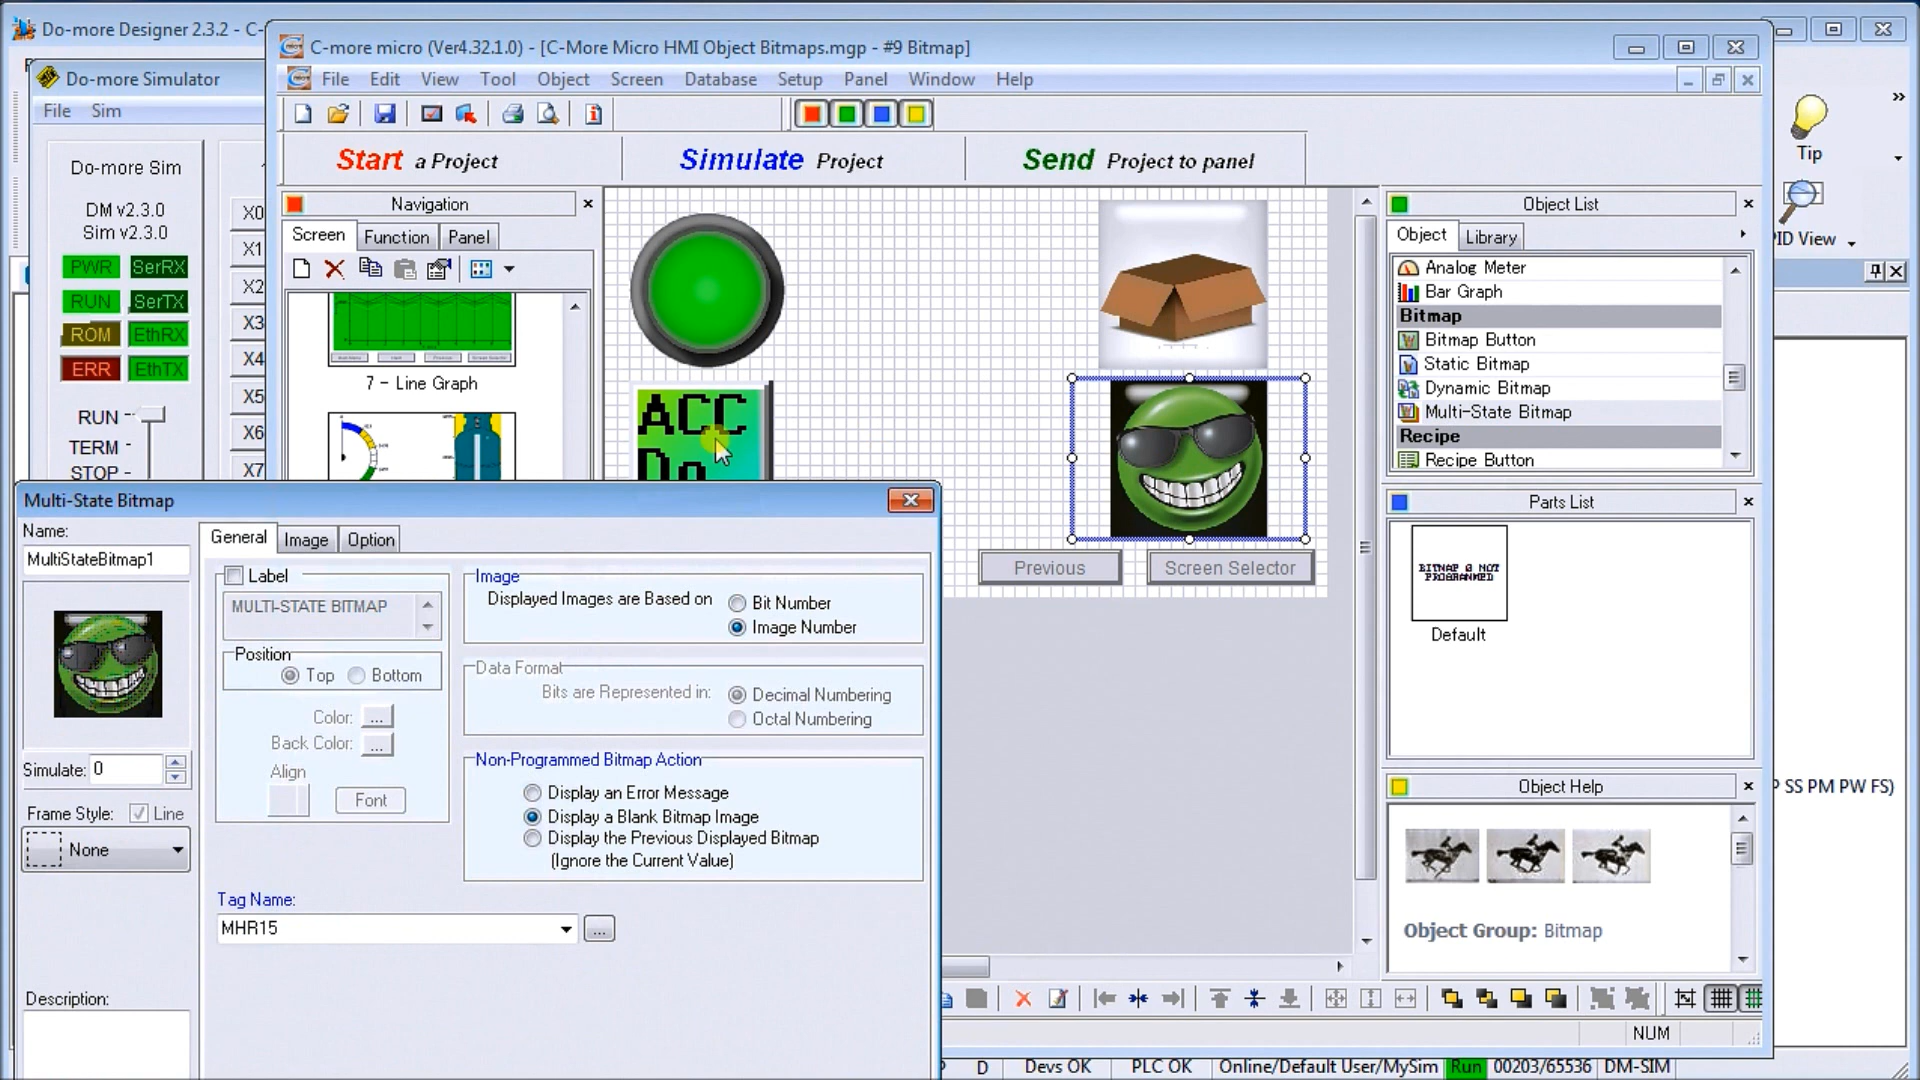 Do-more Designer 2.3.2 - C-
C-more micro (Ver4.32.1.0) - [C-More Micro HMI Object Bitmaps.mgp - #9 Bitmap]
Do-more Simulator
File Edit View Tool Object Screen Database Setup Panel Window Help
File Sim
Start a Project
Simulate Project
Send Project to panel
Tip
PID View
Do-more Sim
DM v2.3.0
Sim v2.3.0
PWR SerRX
RUN SerTX
ROM EthRX
ERR EthTX
RUN
TERM
STOP
X0
X1
X2
X3
X4
X5
X6
X7
Navigation
Screen Function Panel
7 - Line Graph
ACC
Do
Previous
Screen Selector
Object List
Object Library
Analog Meter
Bar Graph
Bitmap
Bitmap Button
Static Bitmap
Dynamic Bitmap
Multi-State Bitmap
Recipe
Recipe Button
Parts List
BITMAP IS NOT
PROGRAMMED
Default
Object Help
Object Group: Bitmap
P SS PM PW FS)
Multi-State Bitmap
Name:
MultiStateBitmap1
Simulate: 0
Frame Style: Line
None
Description:
General Image Option
Label
MULTI-STATE BITMAP
Position
Top Bottom
Color: ...
Back Color: ...
Align
Font
Image
Displayed Images are Based on
Bit Number
Image Number
Data Format
Bits are Represented in:
Decimal Numbering
Octal Numbering
Non-Programmed Bitmap Action
Display an Error Message
Display a Blank Bitmap Image
Display the Previous Displayed Bitmap
(Ignore the Current Value)
Tag Name:
MHR15
...
NUM
D Devs OK PLC OK Online/Default User/MySim Run 00203/65536 DM-SIM